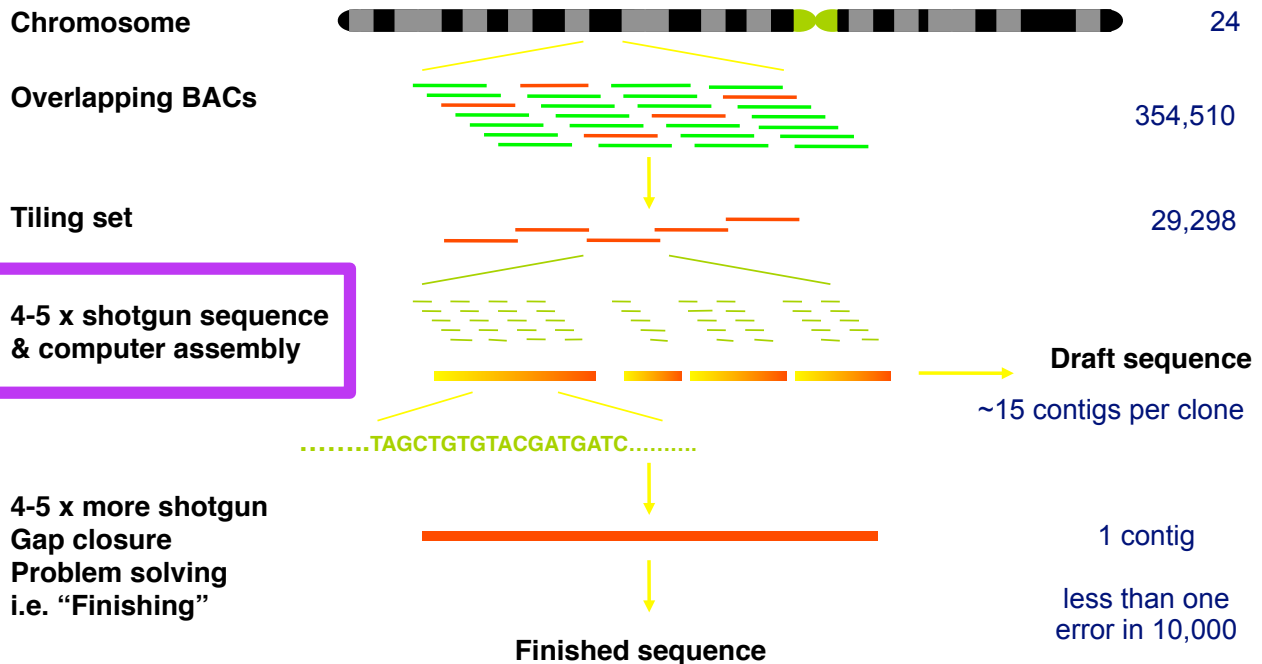 Chromosome
24
Overlapping BACs
354,510
Tiling set
29,298
4-5 x shotgun sequence
& computer assembly
Draft sequence
~15 contigs per clone
........TAGCTGTGTACGATGATC..........
4-5 x more shotgun
Gap closure
Problem solving
i.e. “Finishing”
1 contig
less than one
error in 10,000
Finished sequence